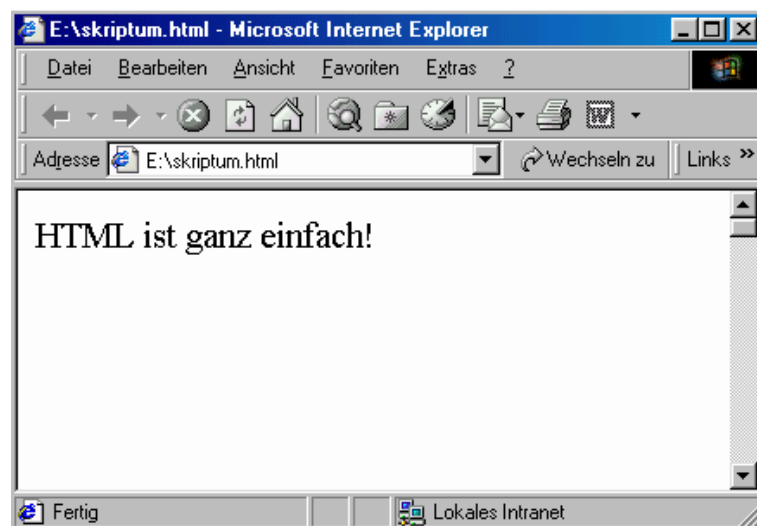 E:\skriptum.html - Microsoft Internet Explorer
Datei Bearbeiten Ansicht Favoriten Extras ?
Adresse E:\skriptum.html Wechseln zu Links »
HTML ist ganz einfach!
Fertig Lokales Intranet